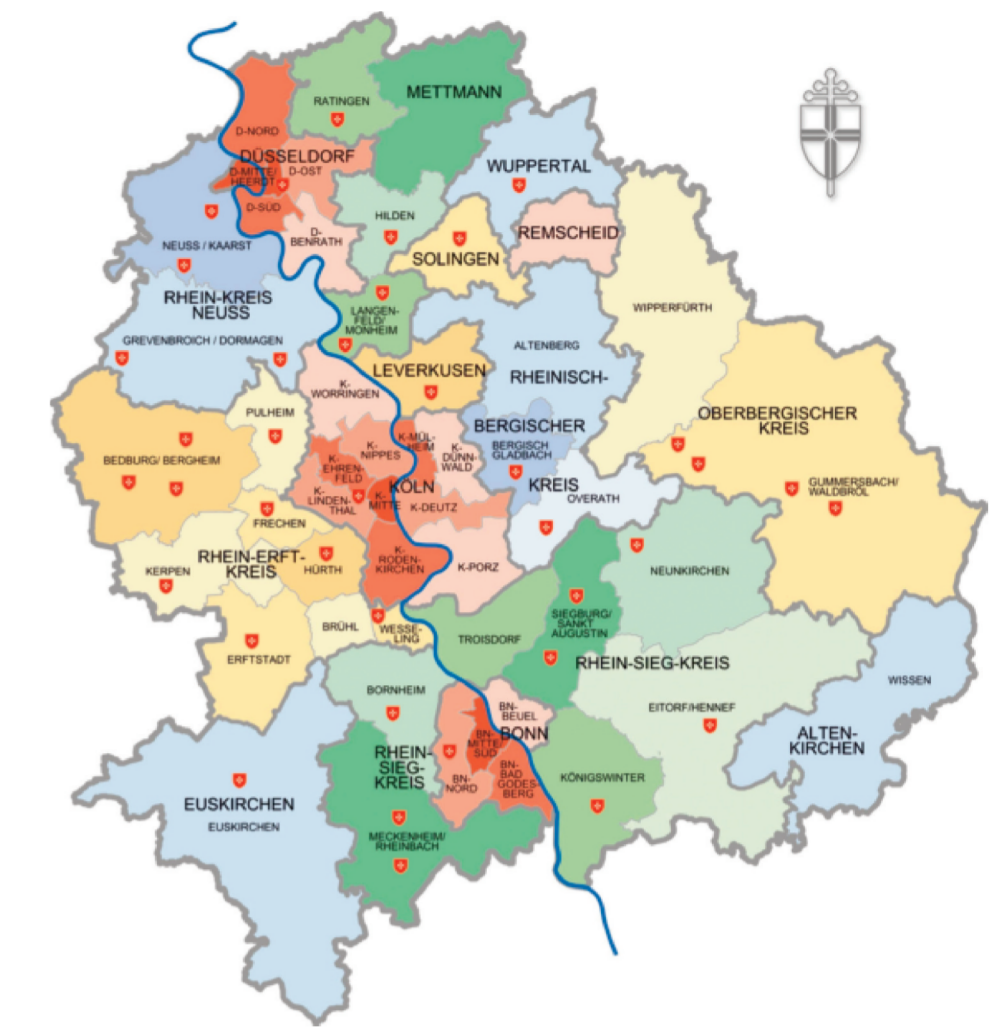 METTMANN
RATINGEN
D-NORD
DÜSSELDORF
D-MITTE/
HEERDT
D-OST
WUPPERTAL
D-SÜD
HILDEN
D-
BENRATH
REMSCHEID
NEUSS / KAARST
SOLINGEN
RHEIN-KREIS
NEUSS
LANGEN-
FELD/
MONHEIM
WIPPERFÜRTH
GREVENBROICH / DORMAGEN
ALTENBERG
LEVERKUSEN
RHEINISCH-
K-
WORRINGEN
PULHEIM
OBERBERGISCHER
KREIS
BERGISCHER
BERGISCH
GLADBACH
K-MÜL-
HEIM
K-
NIPPES
K-
DÜNN-
WALD
BEDBURG/ BERGHEIM
K-
EHREN-
FELD
KÖLN
KREIS
GUMMERSBACH/
WALDBRÖL
K-
LINDEN-
THAL
K-
MITTE
K-DEUTZ
OVERATH
FRECHEN
RHEIN-ERFT-
KREIS
K-
RODEN-
KIRCHEN
K-PORZ
KERPEN
HÜRTH
NEUNKIRCHEN
SIEGBURG/
SANKT
AUGUSTIN
BRÜHL
WESSE-
LING
TROISDORF
ERFTSTADT
RHEIN-SIEG-KREIS
WISSEN
BORNHEIM
BN-
BEUEL
EITORF/HENNEF
BONN
BN-
MITTE/
SÜD
ALTEN-
KIRCHEN
RHEIN-
SIEG-
KREIS
BN-
NORD
BN-
BAD
GODES-
BERG
KÖNIGSWINTER
EUSKIRCHEN
EUSKIRCHEN
MECKENHEIM/
RHEINBACH